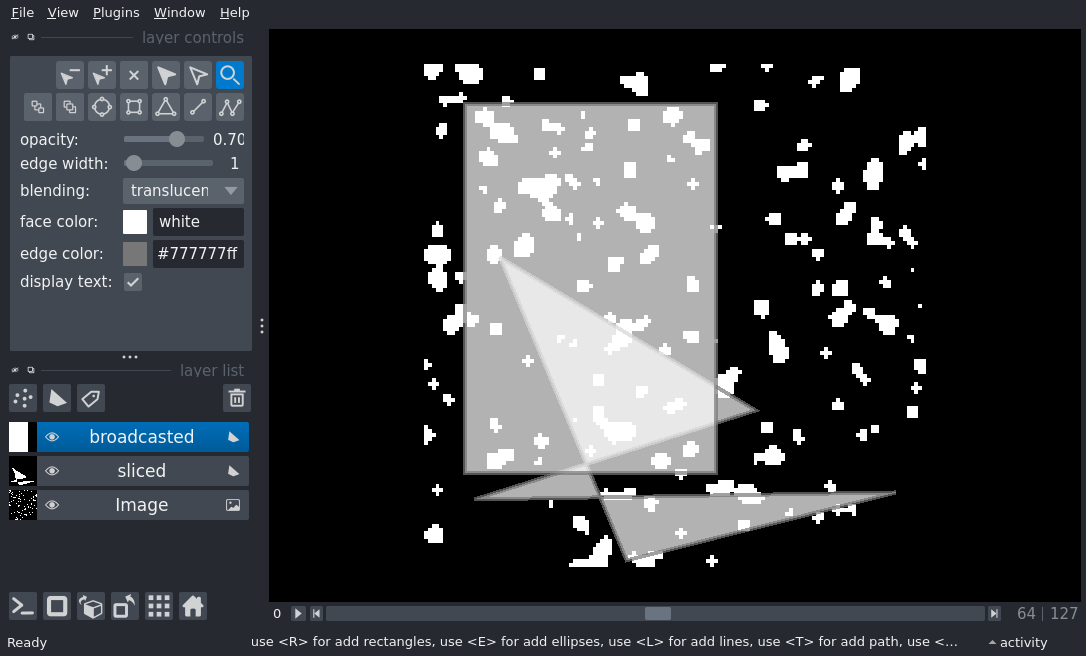 File View Plugins Window Help
layer controls
opacity: 0.70
edge width: 1
blending: translucen
face color: white
edge color: #777777ff
display text:
layer list
broadcasted
sliced
Image
0 64 | 127
Ready use <R> for add rectangles, use <E> for add ellipses, use <L> for add lines, use <T> for add path, use <... activity